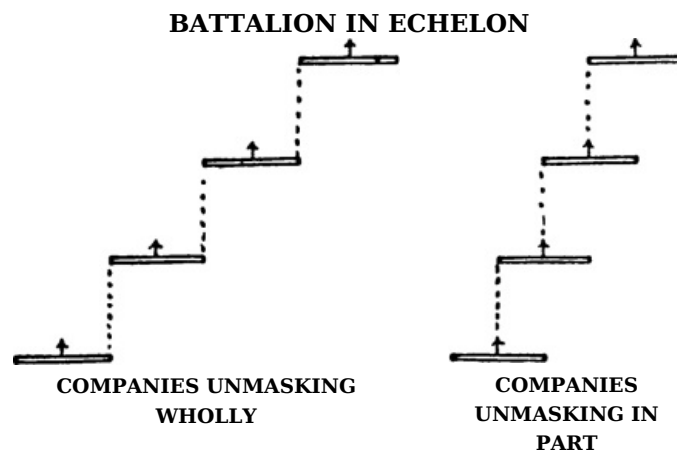 BATTALION IN ECHELON
COMPANIES UNMASKING
WHOLLY
COMPANIES
UNMASKING IN
PART